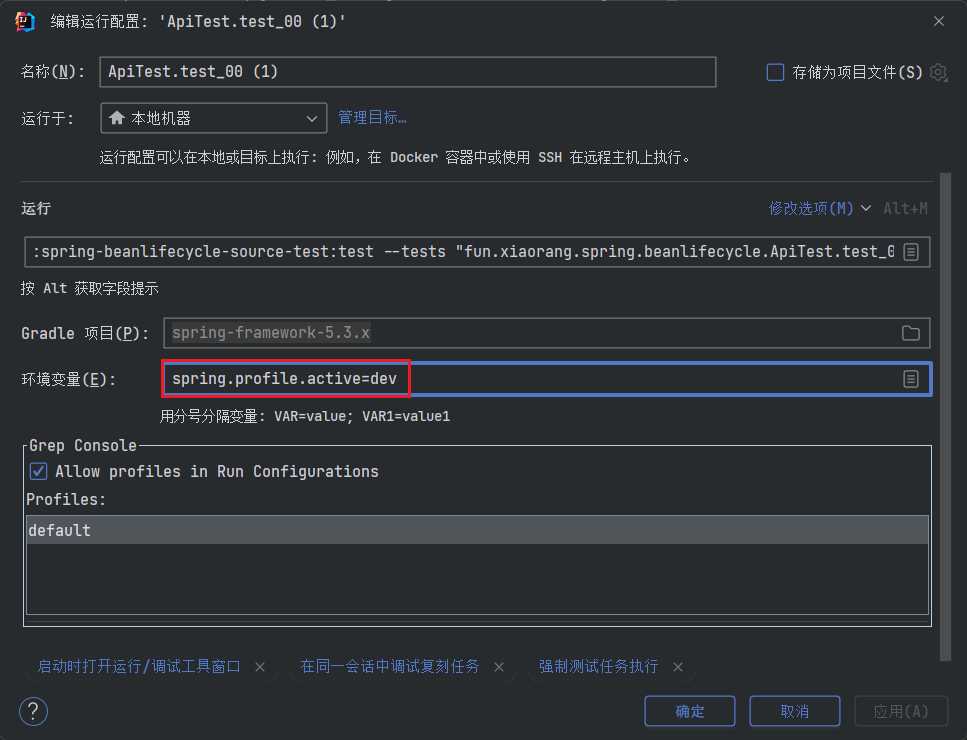 编辑运行配置: 'ApiTest.test_00 (1)'
名称(N): ApiTest.test_00 (1) 存储为项目文件(S)
运行于: 本地机器 管理目标…
运行配置可以在本地或目标上执行: 例如，在 Docker 容器中或使用 SSH 在远程主机上执行。
运行 修改选项(M) Alt+M
:spring-beanlifecycle-source-test:test --tests "fun.xiaorang.spring.beanlifecycle.ApiTest.test_0
按 Alt 获取字段提示
Gradle 项目(P): spring-framework-5.3.x
环境变量(E): spring.profile.active=dev
用分号分隔变量: VAR=value; VAR1=value1
Grep Console
Allow profiles in Run Configurations
Profiles:
default
启动时打开运行/调试工具窗口 × 在同一会话中调试复刻任务 × 强制测试任务执行 ×
? 确定 取消 应用(A)